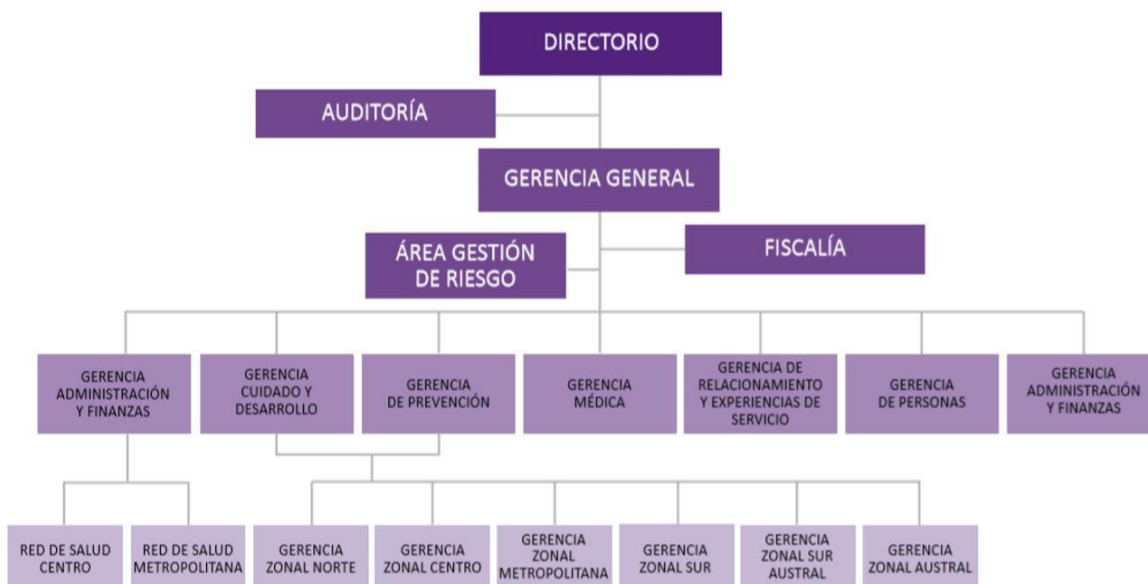 DIRECTORIO
AUDITORÍA
GERENCIA GENERAL
ÁREA GESTIÓN
DE RIESGO
FISCALÍA
GERENCIA
ADMINISTRACIÓN
Y FINANZAS
GERENCIA
CUIDADO Y
DESARROLLO
GERENCIA
DE PREVENCIÓN
GERENCIA
MÉDICA
GERENCIA DE
RELACIONAMIENTO
Y EXPERIENCIAS DE
SERVICIO
GERENCIA
DE PERSONAS
GERENCIA
ADMINISTRACIÓN
Y FINANZAS
RED DE SALUD
CENTRO
RED DE SALUD
METROPOLITANA
GERENCIA
ZONAL NORTE
GERENCIA
ZONAL CENTRO
GERENCIA
ZONAL
METROPOLITANA
GERENCIA
ZONAL SUR
GERENCIA
ZONAL SUR
AUSTRAL
GERENCIA
ZONAL AUSTRAL